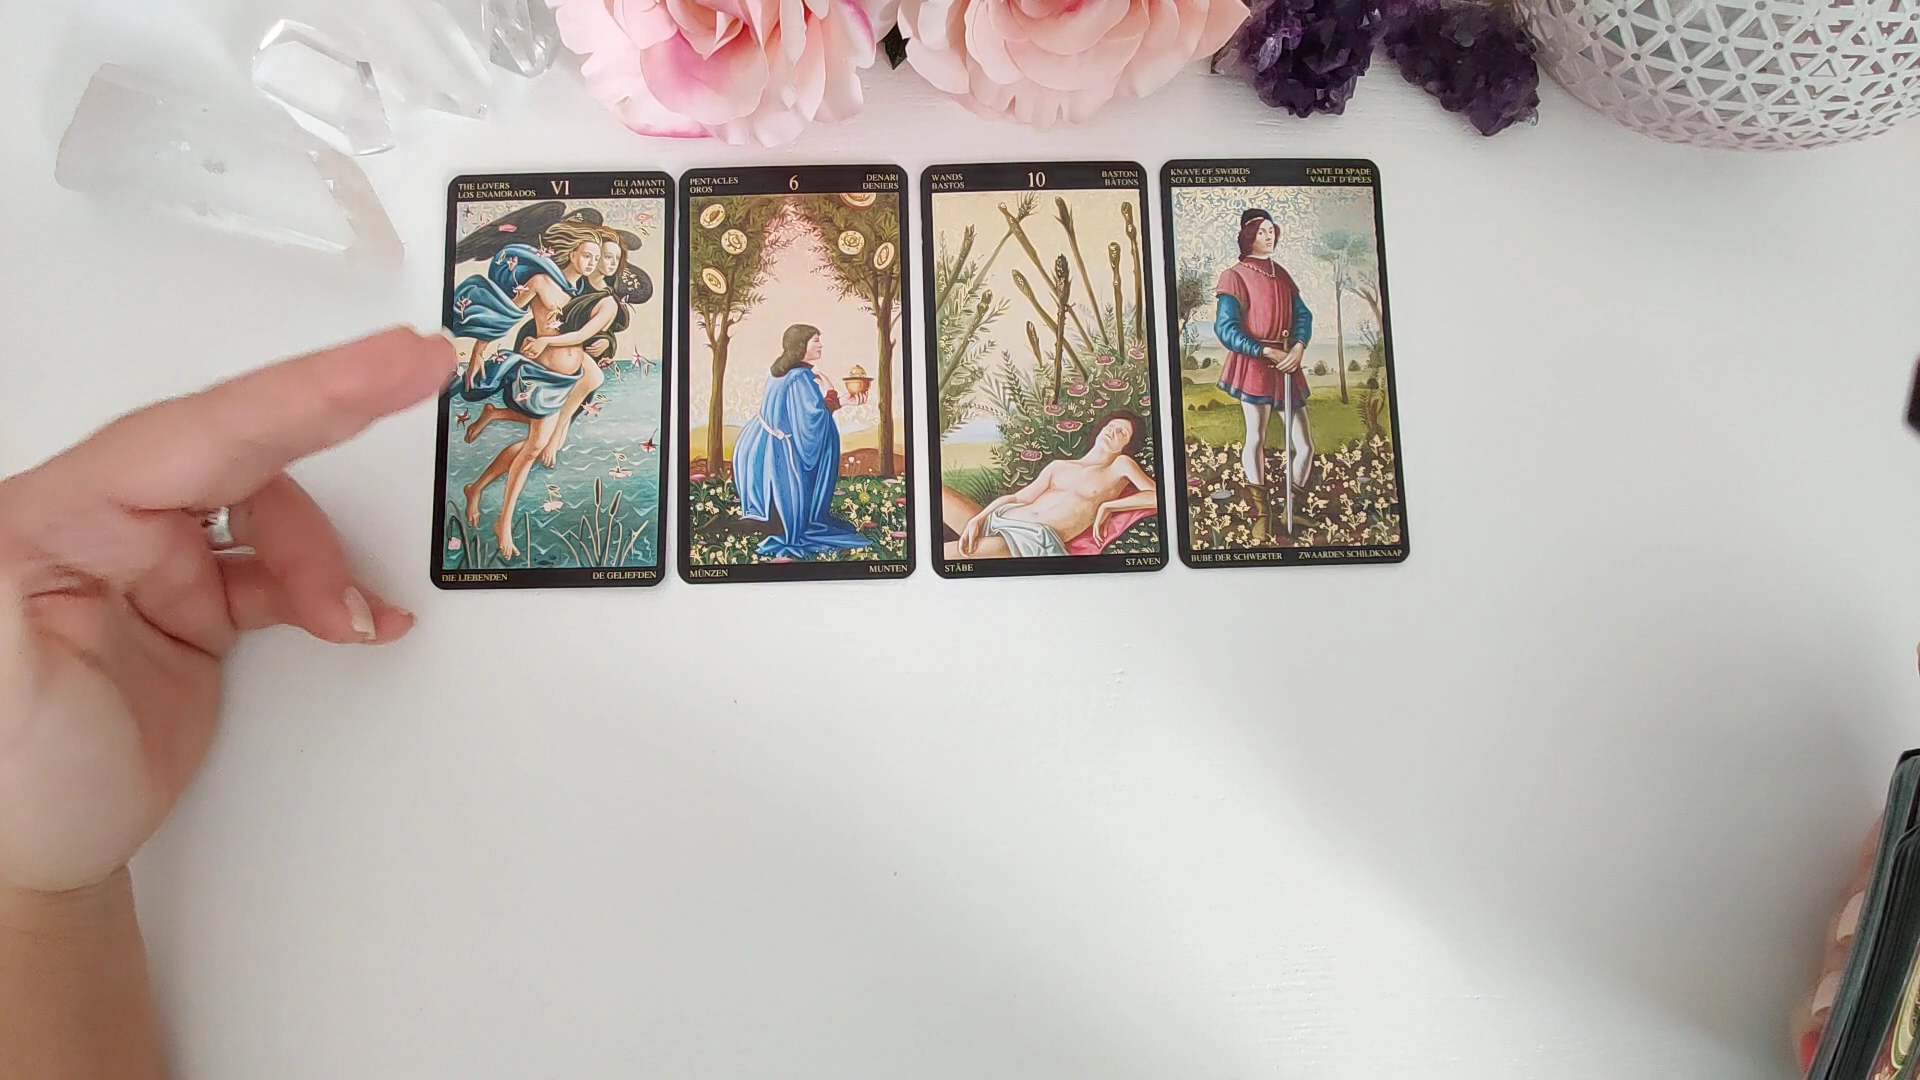 THE LOVERS
LOS ENAMORADOS
VI
GLI AMANTI
LES AMANTS
DIE LIEBENDEN
DE GELIEFDEN
PENTACLES
OROS
6
DENARI
DENIERS
MÜNZEN
MUNTEN
WANDS
BASTOS
10
BASTONI
BÂTONS
STÄBE
STAVEN
KNAVE OF SWORDS
SOTA DE ESPADAS
FANTE DI SPADE
VALET D'ÉPÉES
BUBE DER SCHWERTER
ZWAARDEN SCHILDKNAAP